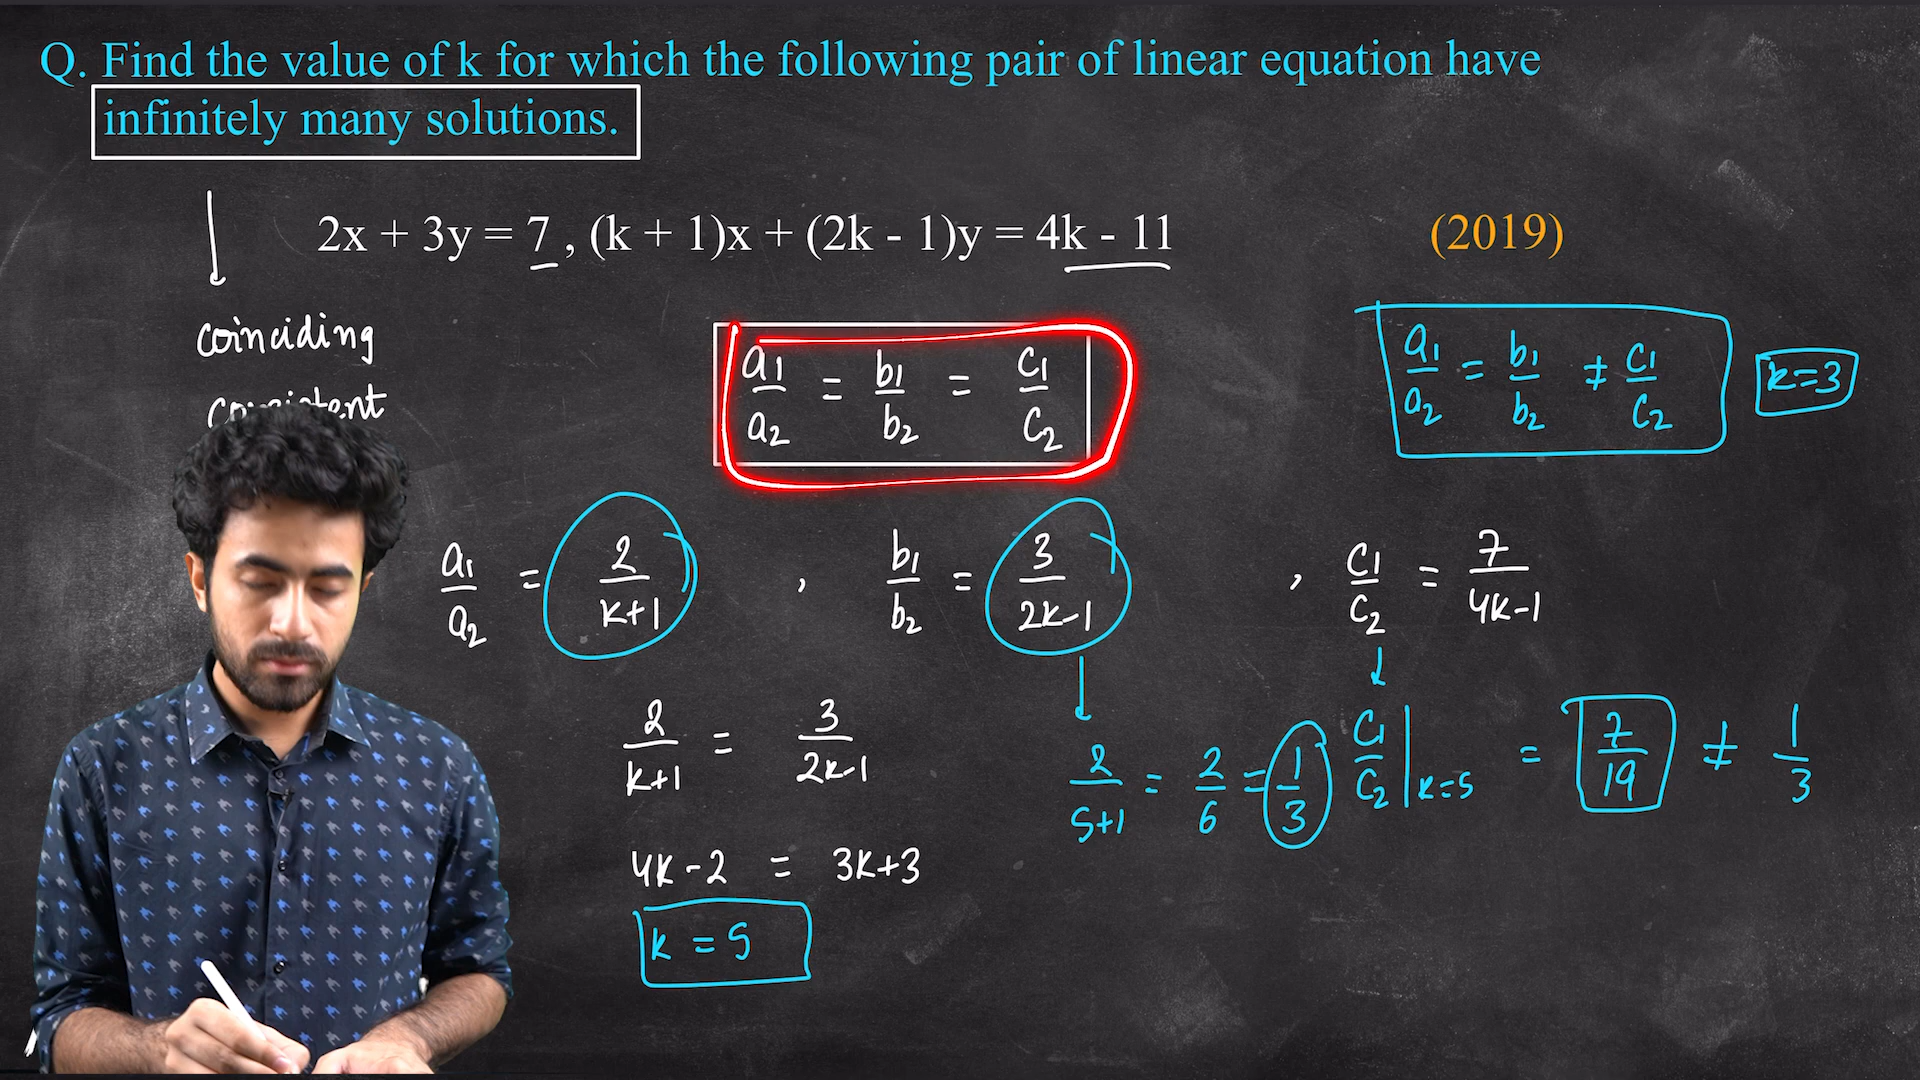 Q. Find the value of k for which the following pair of linear equation have
infinitely many solutions.
2x + 3y = 7 , (k + 1)x + (2k - 1)y = 4k - 11 (2019)
coinciding
a1/a2 = b1/b2 = c1/c2
a1/a2 = b1/b2 ≠ c1/c2 k=3
a1/a2 = 2/k+1 , b1/b2 = 3/2k-1 , c1/c2 = 7/4k-1
2/k+1 = 3/2k-1
2/5+1 = 2/6 = 1/3 c1/c2 | k=5 = 7/19 ≠ 1/3
4k-2 = 3k+3
k = 5